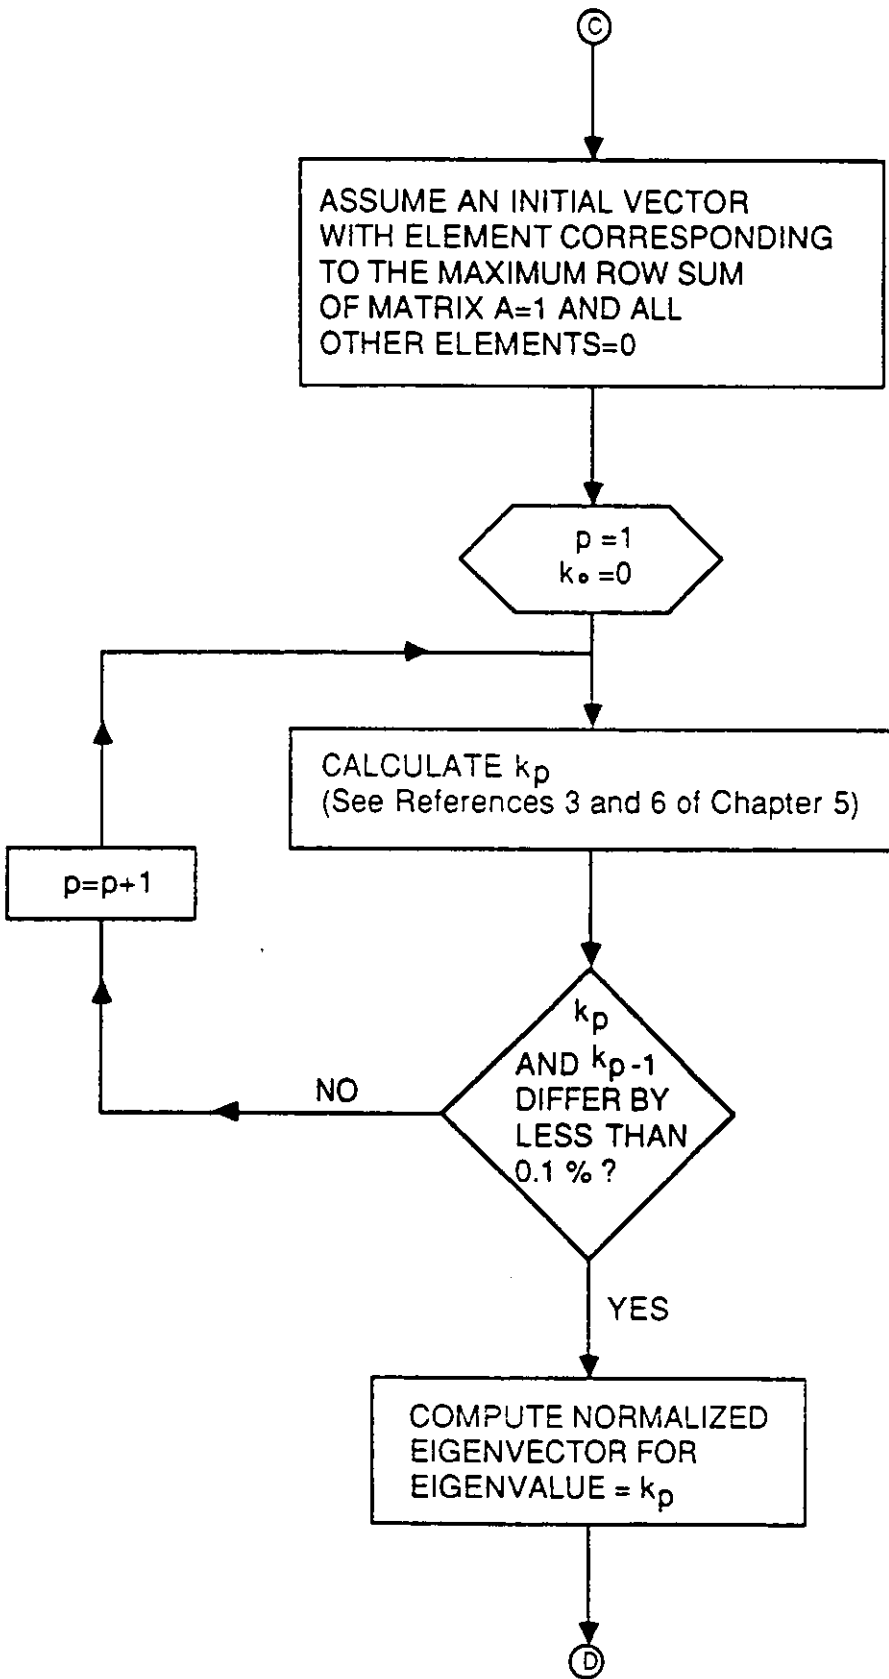 C
ASSUME AN INITIAL VECTOR
WITH ELEMENT CORRESPONDING
TO THE MAXIMUM ROW SUM
OF MATRIX A=1 AND ALL
OTHER ELEMENTS=0
p =1
k₀ =0
CALCULATE kp
(See References 3 and 6 of Chapter 5)
p=p+1
kp
AND kp-1
DIFFER BY
LESS THAN
0.1 % ?
NO
YES
COMPUTE NORMALIZED
EIGENVECTOR FOR
EIGENVALUE = kp
D